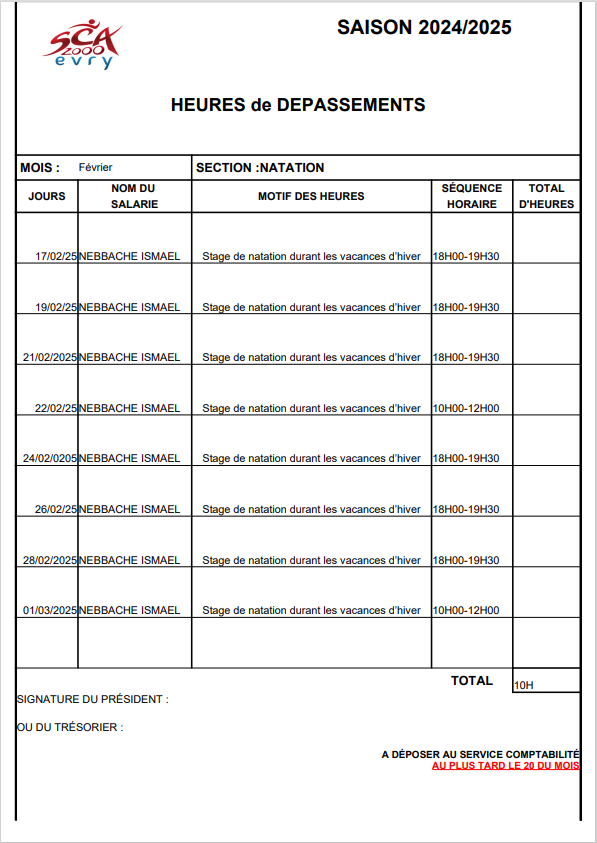 SCA
2000
evry
SAISON 2024/2025
HEURES de DEPASSEMENTS
MOIS : Février SECTION :NATATION
JOURS NOM DU SALARIE MOTIF DES HEURES SÉQUENCE HORAIRE TOTAL D'HEURES
17/02/25 NEBBACHE ISMAEL Stage de natation durant les vacances d'hiver 18H00-19H30
19/02/25 NEBBACHE ISMAEL Stage de natation durant les vacances d'hiver 18H00-19H30
21/02/2025 NEBBACHE ISMAEL Stage de natation durant les vacances d'hiver 18H00-19H30
22/02/25 NEBBACHE ISMAEL Stage de natation durant les vacances d'hiver 10H00-12H00
24/02/0205 NEBBACHE ISMAEL Stage de natation durant les vacances d'hiver 18H00-19H30
26/02/25 NEBBACHE ISMAEL Stage de natation durant les vacances d'hiver 18H00-19H30
28/02/2025 NEBBACHE ISMAEL Stage de natation durant les vacances d'hiver 18H00-19H30
01/03/2025 NEBBACHE ISMAEL Stage de natation durant les vacances d'hiver 10H00-12H00
TOTAL 10H
SIGNATURE DU PRÉSIDENT :
OU DU TRÉSORIER :
A DÉPOSER AU SERVICE COMPTABILITÉ
AU PLUS TARD LE 20 DU MOIS